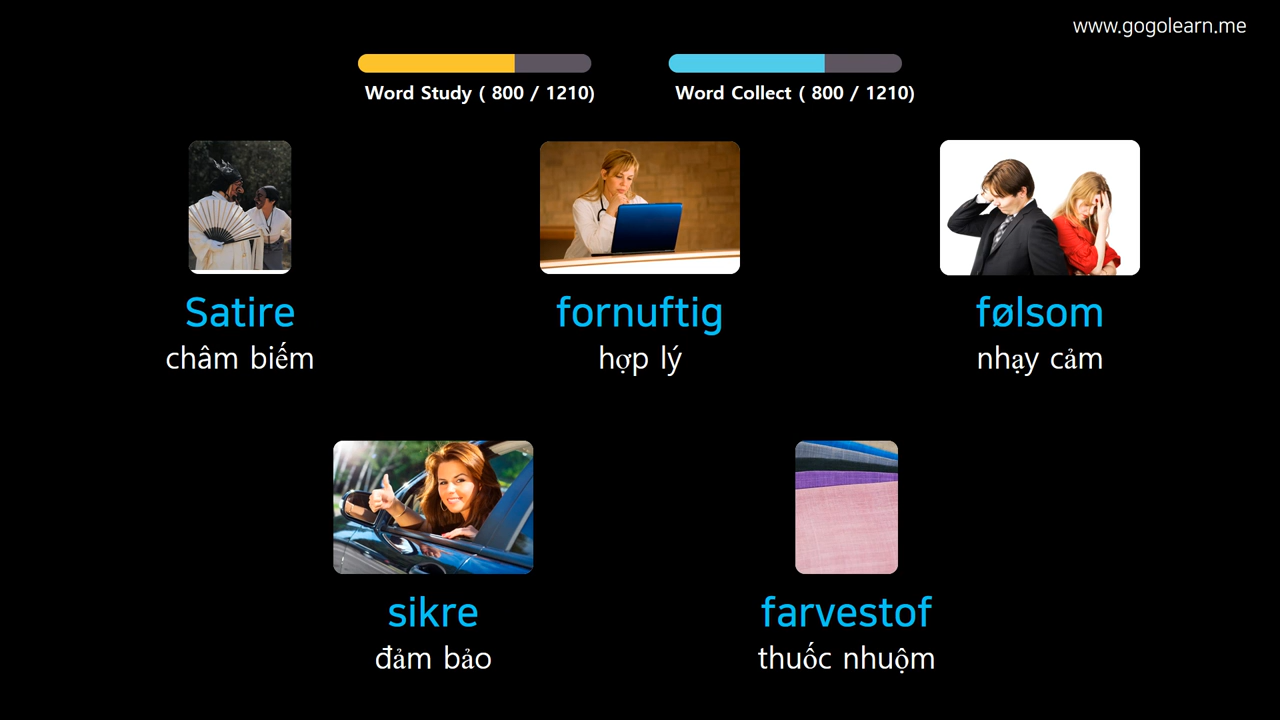 www.gogolearn.me
Word Study ( 800 / 1210)
Word Collect ( 800 / 1210)
Satire
châm biếm
fornuftig
hợp lý
følsom
nhạy cảm
sikre
đảm bảo
farvestof
thuốc nhuộm